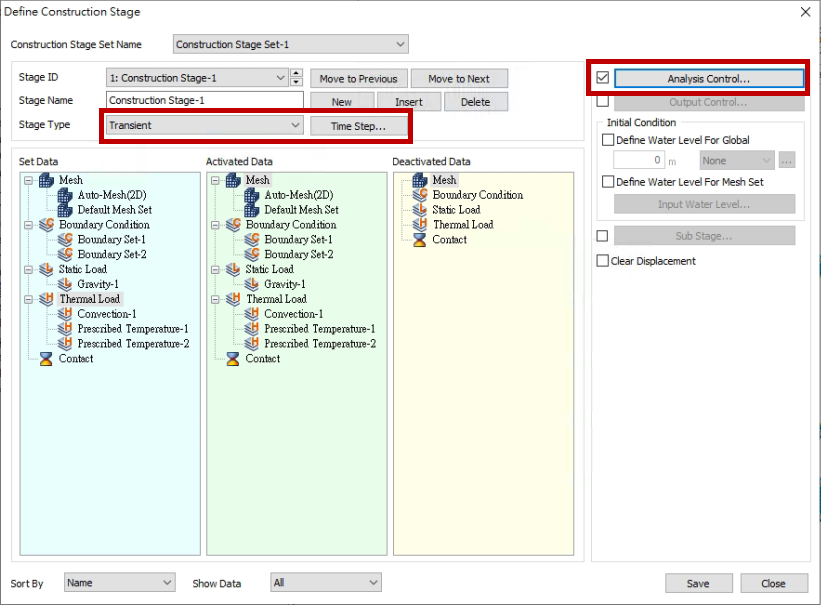 Define Construction Stage
Construction Stage Set Name
Construction Stage Set-1
Stage ID
1: Construction Stage-1
Move to Previous
Move to Next
Stage Name
Construction Stage-1
New
Insert
Delete
Stage Type
Transient
Time Step...
Analysis Control...
Output Control...
Initial Condition
Define Water Level For Global
0
m
None
...
Define Water Level For Mesh Set
Input Water Level...
Sub Stage...
Clear Displacement
Set Data
Mesh
Auto-Mesh(2D)
Default Mesh Set
Boundary Condition
Boundary Set-1
Boundary Set-2
Static Load
Gravity-1
Thermal Load
Convection-1
Prescribed Temperature-1
Prescribed Temperature-2
Contact
Activated Data
Mesh
Auto-Mesh(2D)
Default Mesh Set
Boundary Condition
Boundary Set-1
Boundary Set-2
Static Load
Gravity-1
Thermal Load
Convection-1
Prescribed Temperature-1
Prescribed Temperature-2
Contact
Deactivated Data
Mesh
Boundary Condition
Static Load
Thermal Load
Contact
Sort By
Name
Show Data
All
Save
Close